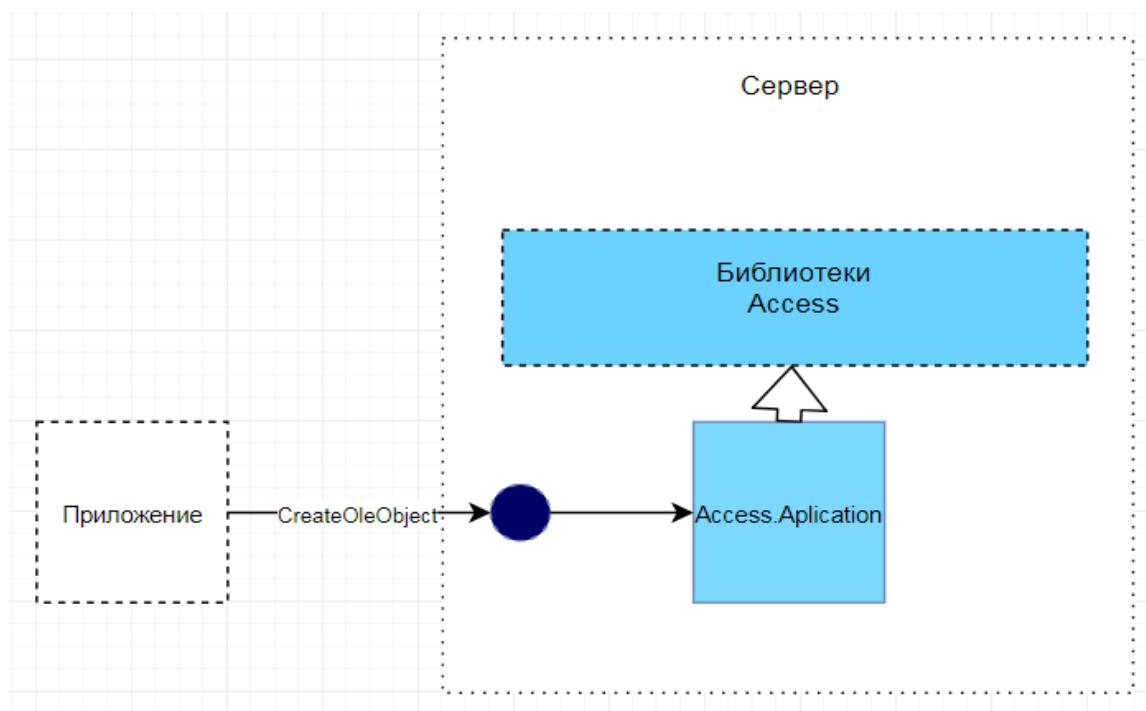 Сервер
Библиотеки
Access
Приложение
CreateOleObject
Access.Aplication